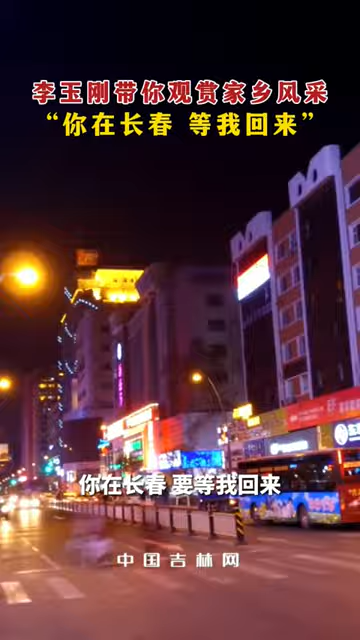 李玉刚带你观赏家乡风采
“你在长春 等我回来”
你在长春 要等我回来
中国吉林网